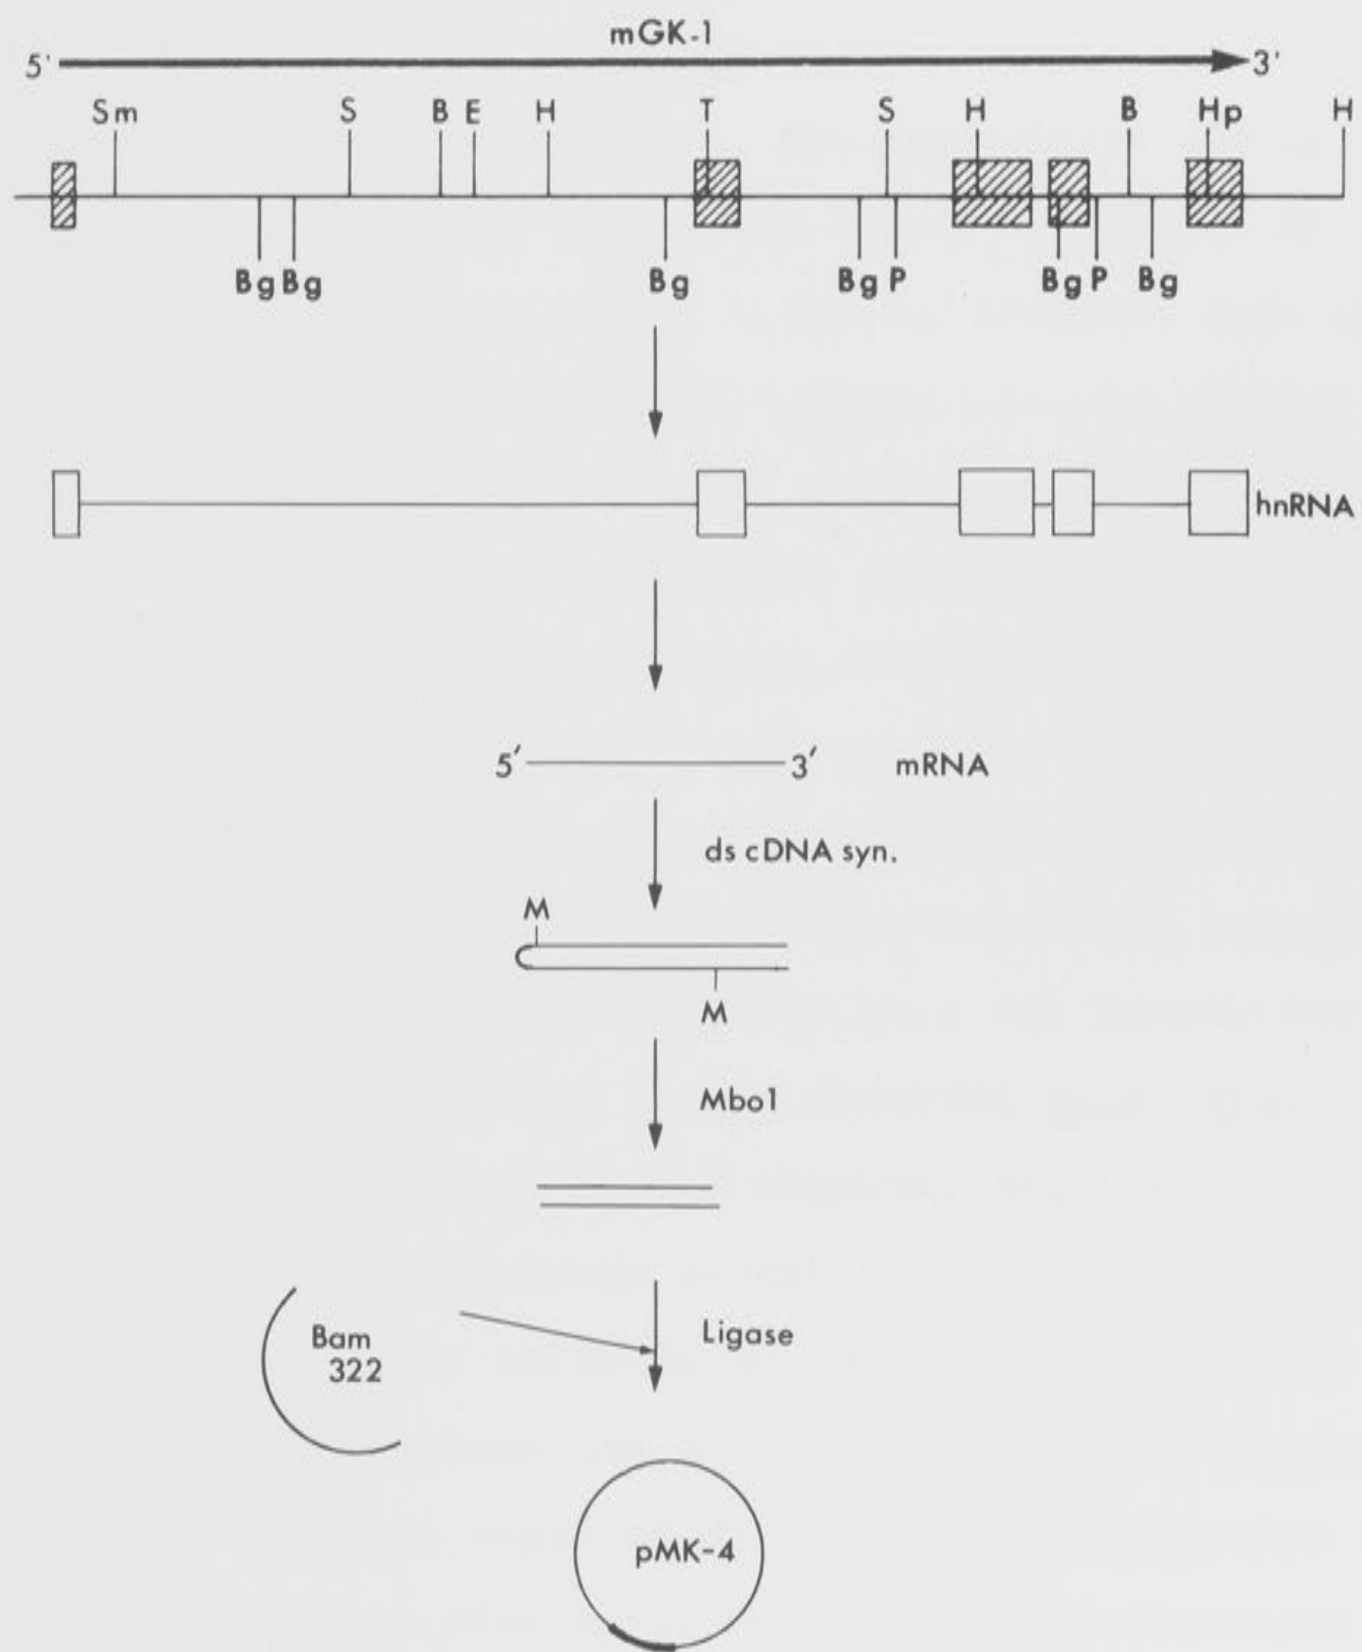 mGK-1
5' 3'
Sm S B E H T S H B Hp H
Bg Bg Bg Bg P Bg P Bg
hnRNA
5' 3' mRNA
ds cDNA syn.
M
M
Mbo1
Ligase
Bam
322
pMK-4